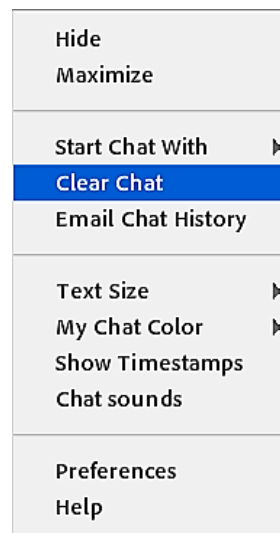 Hide
Maximize
Start Chat With
Clear Chat
Email Chat History
Text Size
My Chat Color
Show Timestamps
Chat sounds
Preferences
Help